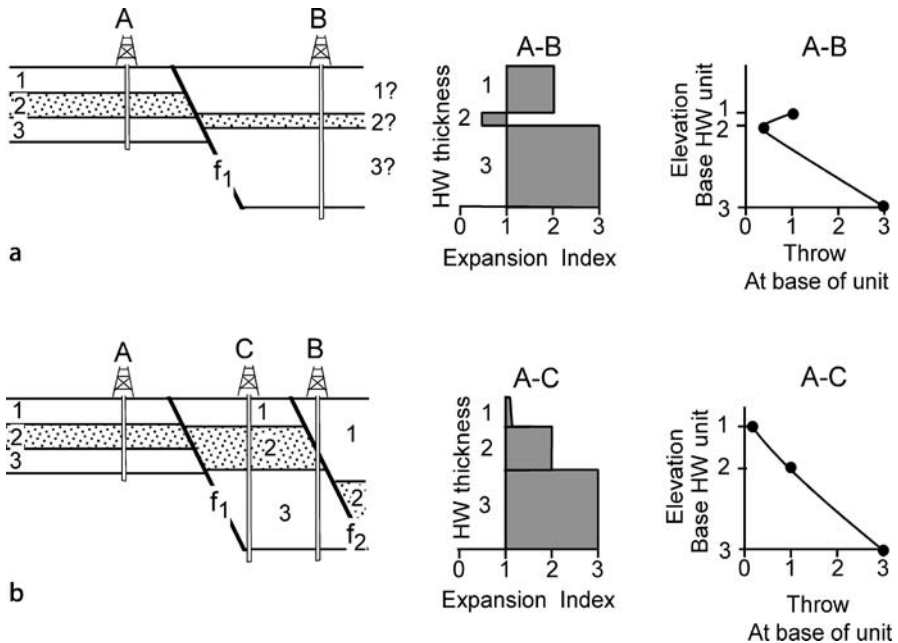 A B A-B A-B
1 2 3 f1 1? 2? 3?
HW thickness
1 2 3
0 1 2 3
Expansion Index
Elevation
Base HW unit
1 2 3
0 1 2 3
Throw
At base of unit
a
A C B A-C A-C
1 2 3 f1 1 2 3 1 2 f2
HW thickness
1 2 3
0 1 2 3
Expansion Index
Elevation
Base HW unit
1 2 3
0 1 2 3
Throw
At base of unit
b